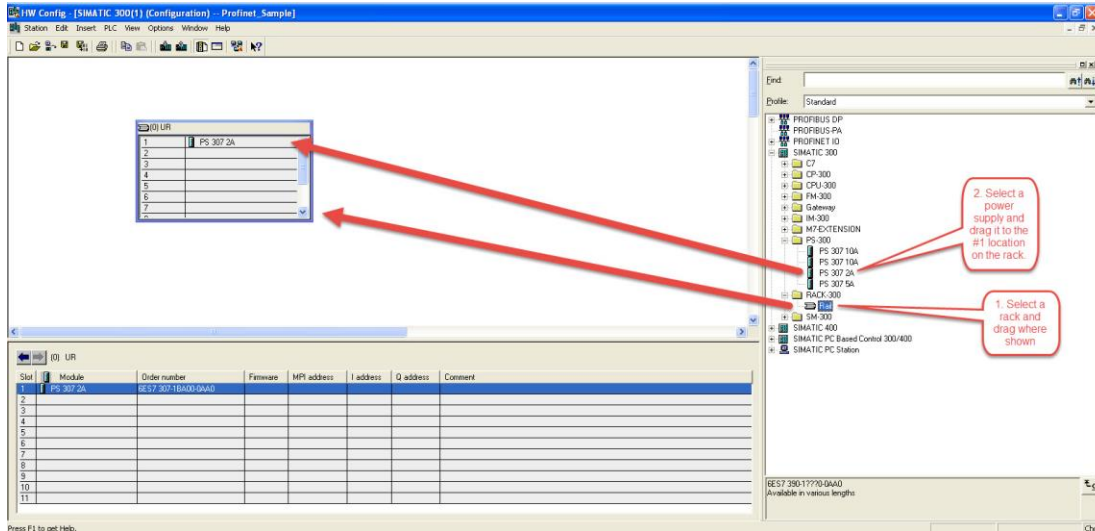 HW Config - [SIMATIC 300(1) (Configuration) -- Profinet_Sample]
Station Edit Insert PLC View Options Window Help
(0) UR
1 PS 307 2A
2
3
4
5
6
7
Find:
Profile: Standard
PROFIBUS DP
PROFIBUS-PA
PROFINET IO
SIMATIC 300
C7
CP-300
CPU-300
FM-300
Gateway
IM-300
M7-EXTENSION
PS-300
PS 307 10A
PS 307 10A
PS 307 2A
PS 307 5A
RACK-300
Rail
SM-300
SIMATIC 400
SIMATIC PC Based Control 300/400
SIMATIC PC Station
2. Select a
power
supply and
drag it to the
#1 location
on the rack.
1. Select a
rack and
drag where
shown
(0) UR
Slot Module Order number Firmware MPI address I address Q address Comment
1 PS 307 2A 6ES7 307-1BA00-0AA0
2
3
4
5
6
7
8
9
10
11
6ES7 390-1???0-0AA0
Available in various lengths
Press F1 to get Help.